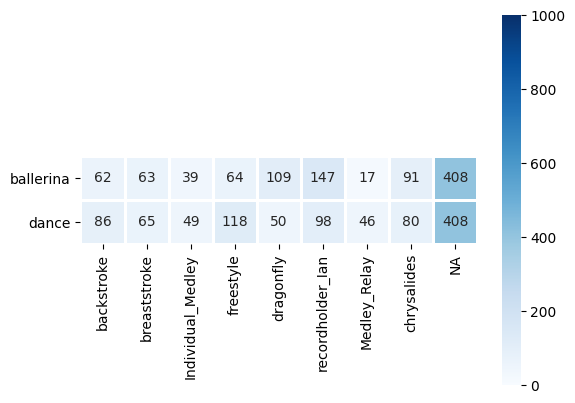 1000
800
600
400
200
0
ballerina 62 63 39 64 109 147 17 91 408
dance 86 65 49 118 50 98 46 80 408
backstroke
breaststroke
Individual_Medley
freestyle
dragonfly
recordholder_Ian
Medley_Relay
chrysalides
NA